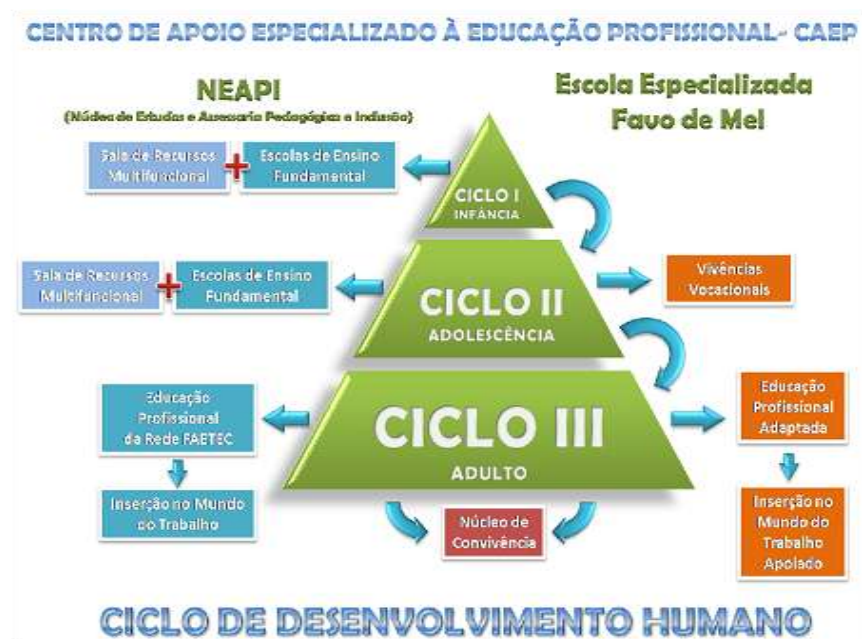 CENTRO DE APOIO ESPECIALIZADO À EDUCAÇÃO PROFISSIONAL- CAEP
NEAPI
(Núcleo de Estudos e Assessoria Pedagógica e Inclusão)
Escola Especializada
Favo de Mel
Sala de Recursos
Multifuncional
+
Escolas de Ensino
Fundamental
CICLO I
INFÂNCIA
Sala de Recursos
Multifuncional
+
Escolas de Ensino
Fundamental
CICLO II
ADOLESCÊNCIA
Vivências
Vocacionais
Educação
Profissional
da Rede FAETEC
CICLO III
ADULTO
Educação
Profissional
Adaptada
Inserção no Mundo
do Trabalho
Núcleo de
Convivência
Inserção no
Mundo do
Trabalho
Apoiado
CICLO DE DESENVOLVIMENTO HUMANO